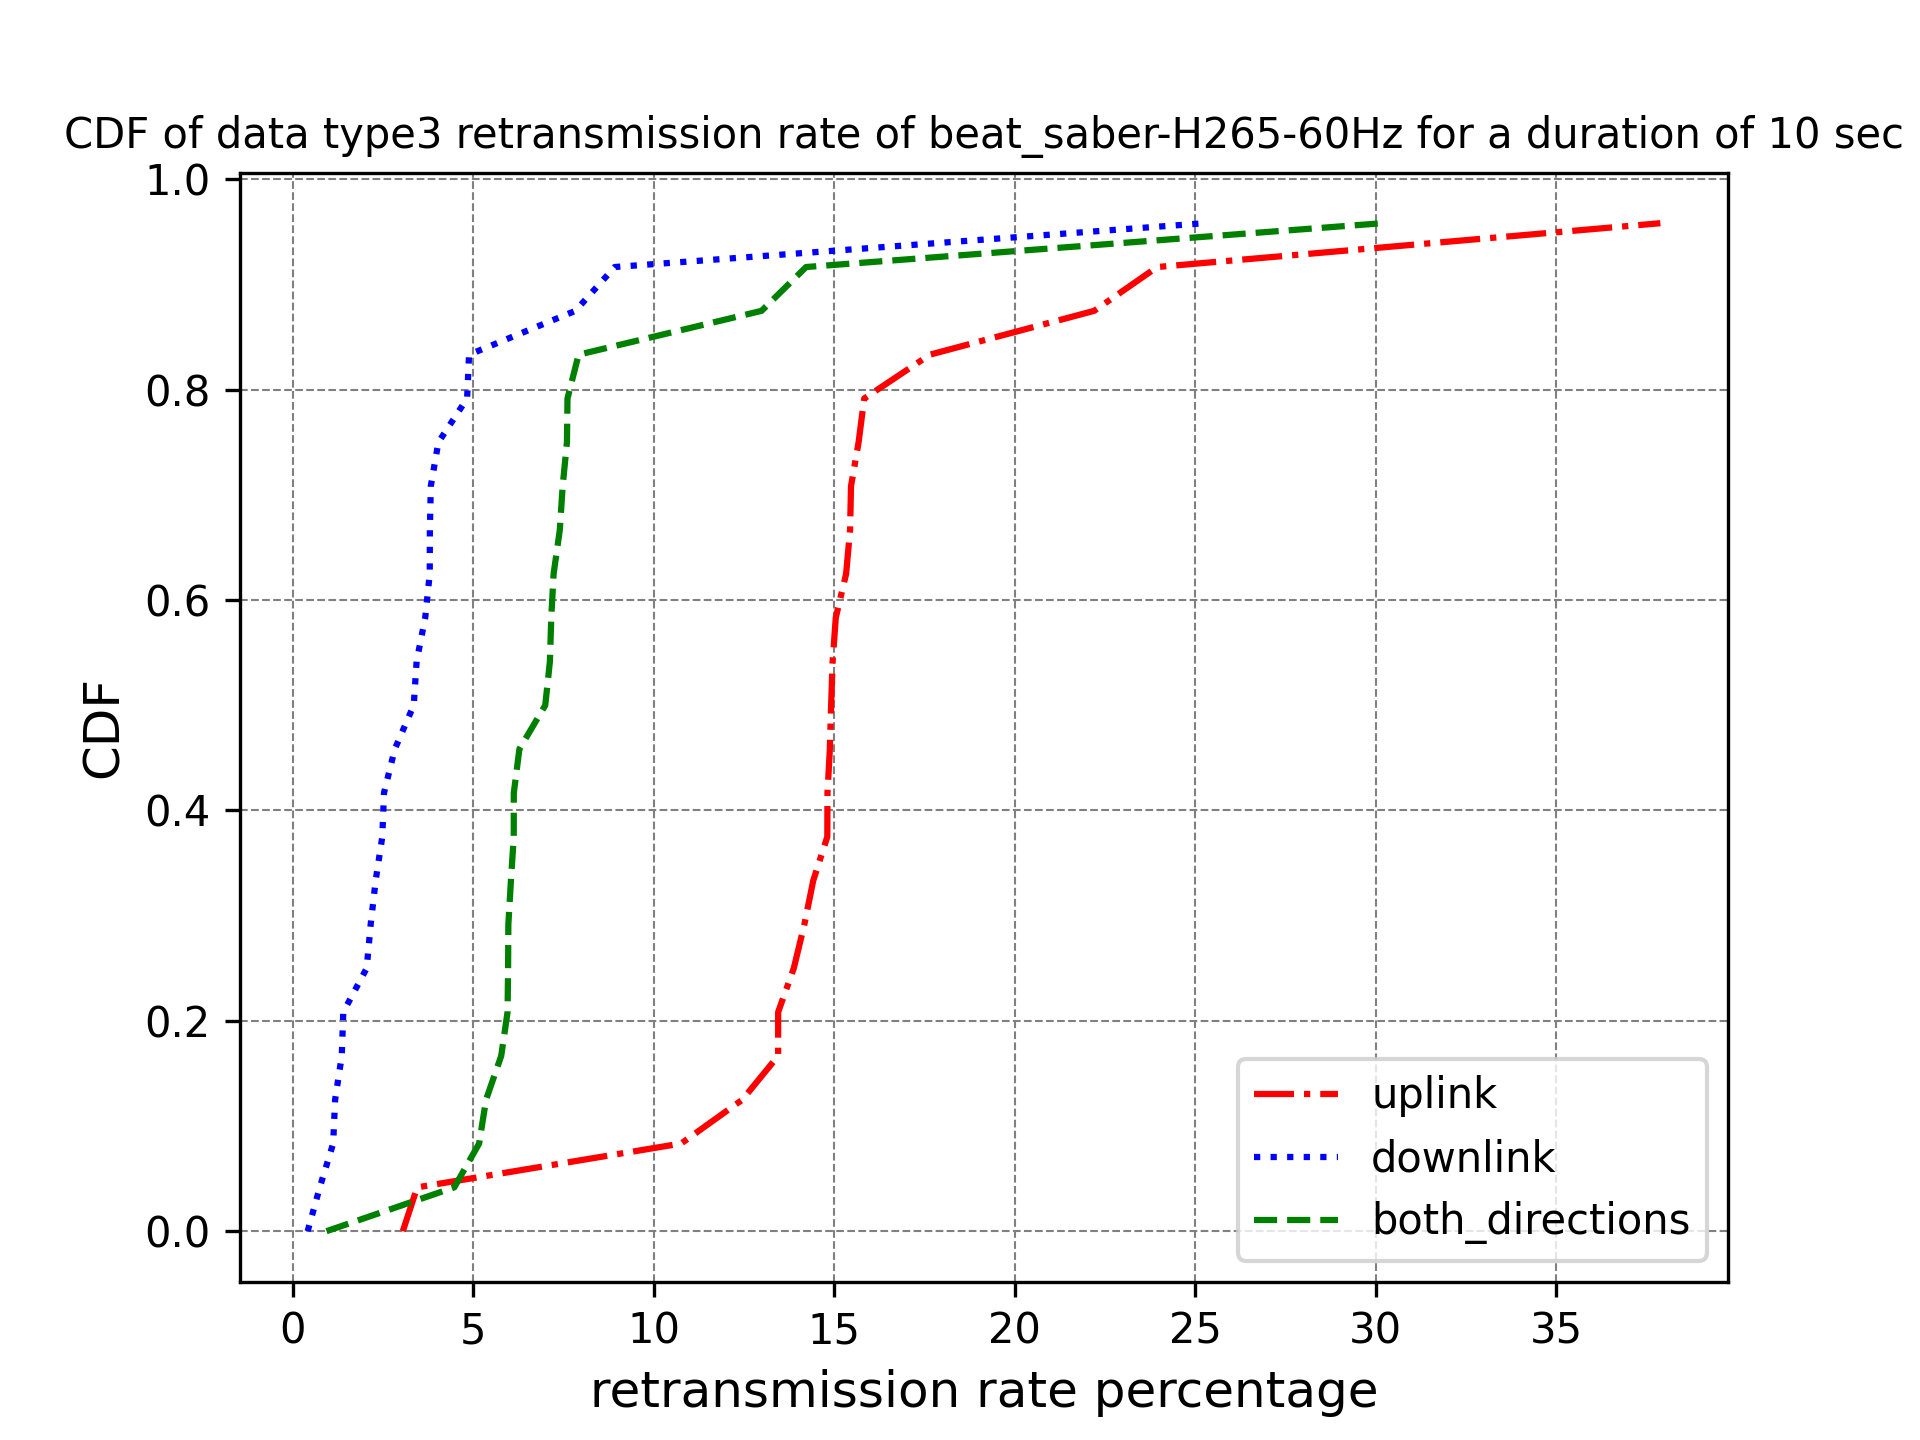 CDF of data type3 retransmission rate of beat_saber-H265-60Hz for a duration of 10 sec
1.0
0.8
0.6
0.4
0.2
0.0
CDF
uplink
downlink
both_directions
0 5 10 15 20 25 30 35
retransmission rate percentage